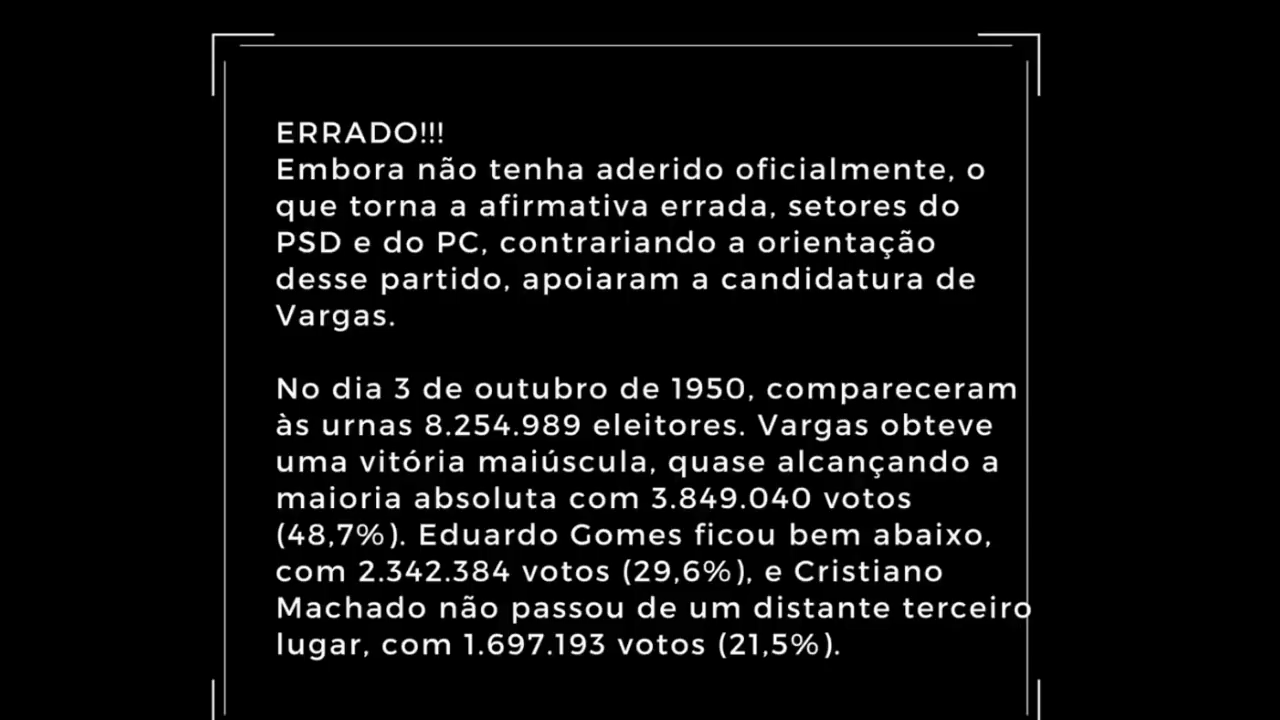 ERRADO!!!
Embora não tenha aderido oficialmente, o
que torna a afirmativa errada, setores do
PSD e do PC, contrariando a orientação
desse partido, apoiaram a candidatura de
Vargas.
No dia 3 de outubro de 1950, compareceram
às urnas 8.254.989 eleitores. Vargas obteve
uma vitória maiúscula, quase alcançando a
maioria absoluta com 3.849.040 votos
(48,7%). Eduardo Gomes ficou bem abaixo,
com 2.342.384 votos (29,6%), e Cristiano
Machado não passou de um distante terceiro
lugar, com 1.697.193 votos (21,5%).